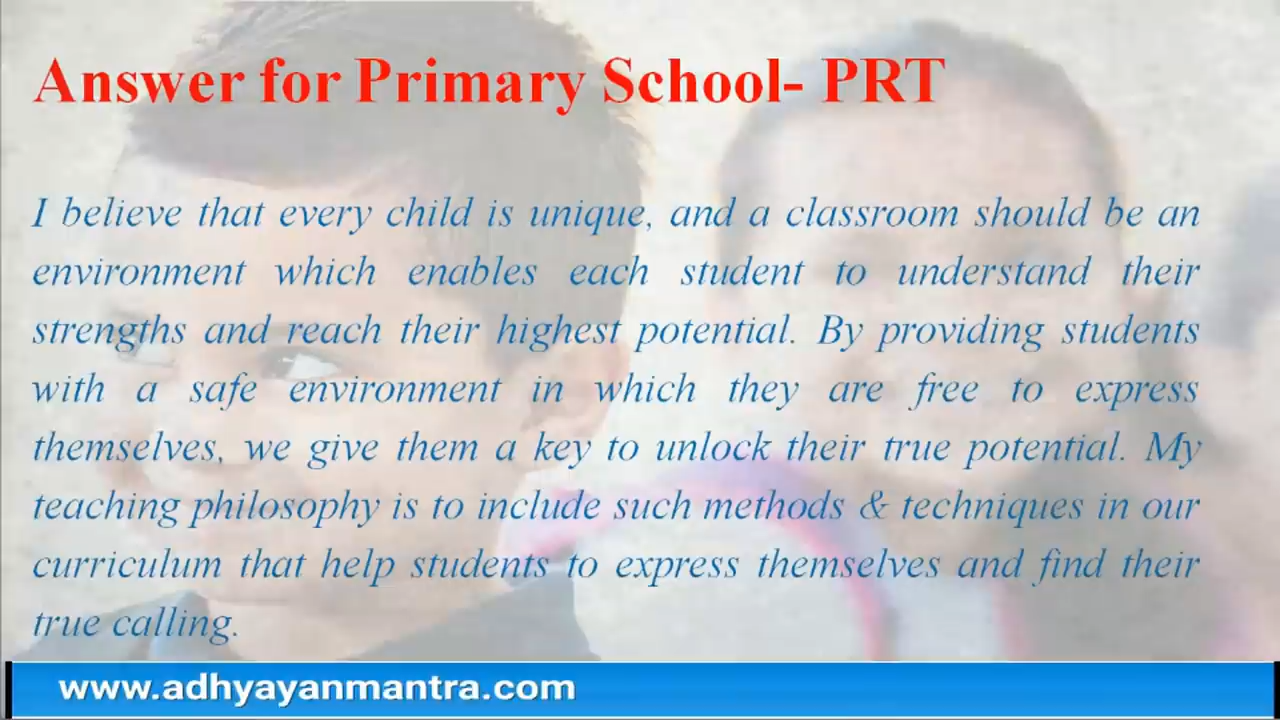 Answer for Primary School- PRT
I believe that every child is unique, and a classroom should be an
environment which enables each student to understand their
strengths and reach their highest potential. By providing students
with a safe environment in which they are free to express
themselves, we give them a key to unlock their true potential. My
teaching philosophy is to include such methods & techniques in our
curriculum that help students to express themselves and find their
true calling.
www.adhyayanmantra.com